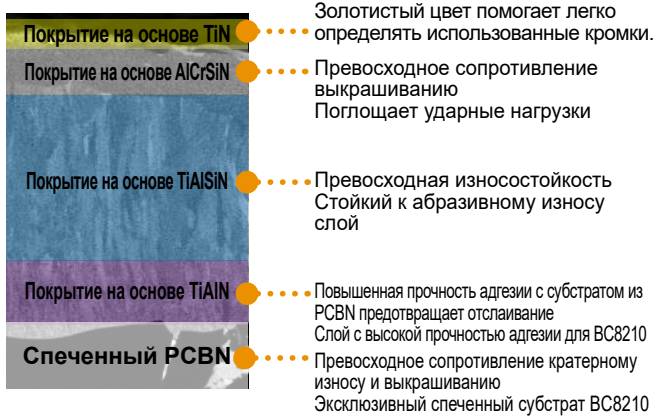 Покрытие на основе TiN
Золотистый цвет помогает легко
определять использованные кромки.
Покрытие на основе AlCrSiN
Превосходное сопротивление
выкрашиванию
Поглощает ударные нагрузки
Покрытие на основе TiAlSiN
Превосходная износостойкость
Стойкий к абразивному износу
слой
Покрытие на основе TiAlN
Повышенная прочность адгезии с субстратом из
PCBN предотвращает отслаивание
Слой с высокой прочностью адгезии для BC8210
Спеченный PCBN
Превосходное сопротивление кратерному
износу и выкрашиванию
Эксклюзивный спеченный субстрат BC8210